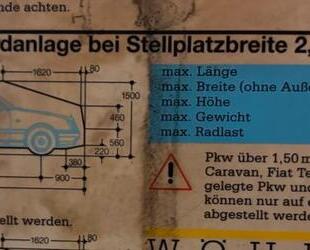 nde achten.
danlage bei Stellplatzbreite 2,
1620
80
1500
460
560
220
380
900
max. Länge
max. Breite (ohne Auße
max. Höhe
max. Gewicht
max. Radlast
Pkw über 1,50 m
Caravan, Fiat Te
gelegte Pkw und
können nur auf e
abgestellt werde
stellt werden.
1620
80
W Ö H